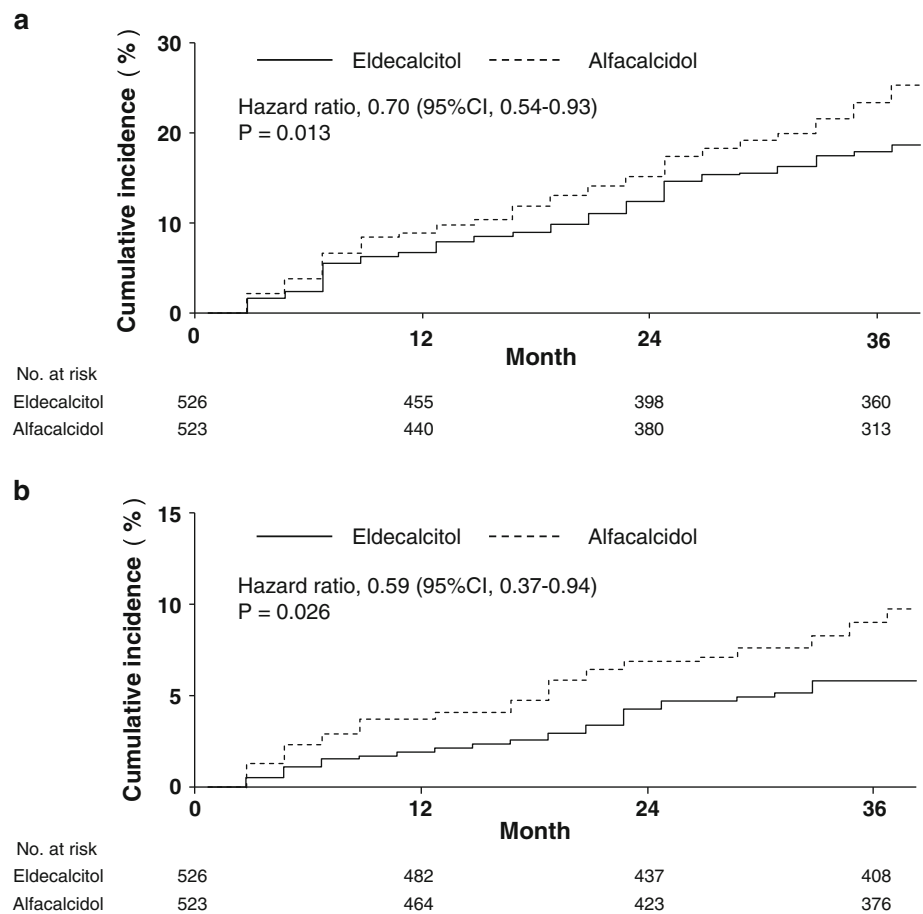 a
Cumulative incidence ( % )
30
20
10
0
Eldecalcitol Alfacalcidol
Hazard ratio, 0.70 (95%CI, 0.54-0.93)
P = 0.013
0 12 24 36
Month
No. at risk
Eldecalcitol 526 455 398 360
Alfacalcidol 523 440 380 313
b
Cumulative incidence ( % )
15
10
5
0
Eldecalcitol Alfacalcidol
Hazard ratio, 0.59 (95%CI, 0.37-0.94)
P = 0.026
0 12 24 36
Month
No. at risk
Eldecalcitol 526 482 437 408
Alfacalcidol 523 464 423 376